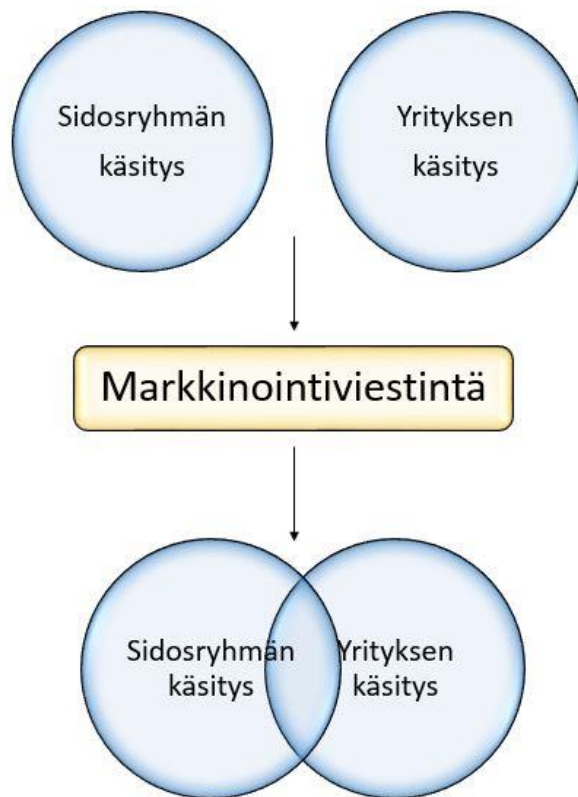 Sidosryhmän
käsitys
Yrityksen
käsitys
Markkinointiviestintä
Sidosryhmän
käsitys
Yrityksen
käsitys